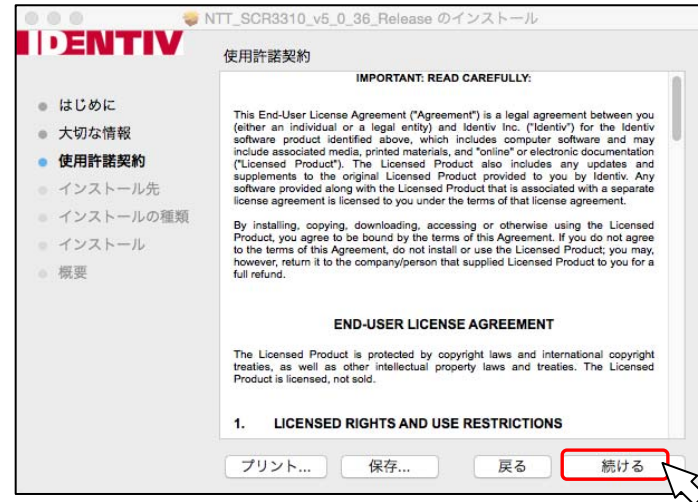 NTT_SCR3310_v5_0_36_Release のインストール
IDENTIV
使用許諾契約
はじめに
大切な情報
使用許諾契約
インストール先
インストールの種類
インストール
概要
IMPORTANT: READ CAREFULLY:
This End-User License Agreement ("Agreement") is a legal agreement between you
(either an individual or a legal entity) and Identiv Inc. ("Identiv") for the Identiv
software product identified above, which includes computer software and may
include associated media, printed materials, and "online" or electronic documentation
("Licensed Product"). The Licensed Product also includes any updates and
supplements to the original Licensed Product provided to you by Identiv. Any
software provided along with the Licensed Product that is associated with a separate
license agreement is licensed to you under the terms of that license agreement.
By installing, copying, downloading, accessing or otherwise using the Licensed
Product, you agree to be bound by the terms of this Agreement. If you do not agree
to the terms of this Agreement, do not install or use the Licensed Product; you may,
however, return it to the company/person that supplied Licensed Product to you for a
full refund.
END-USER LICENSE AGREEMENT
The Licensed Product is protected by copyright laws and international copyright
treaties, as well as other intellectual property laws and treaties. The Licensed
Product is licensed, not sold.
1. LICENSED RIGHTS AND USE RESTRICTIONS
プリント... 保存... 戻る 続ける